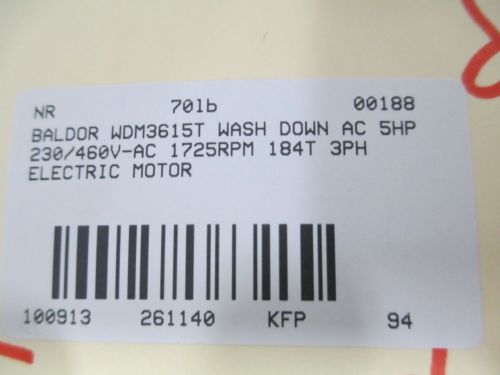 NR 70lb 00188
BALDOR WDM3615T WASH DOWN AC 5HP
230/460V-AC 1725RPM 184T 3PH
ELECTRIC MOTOR
100913 261140 KFP 94